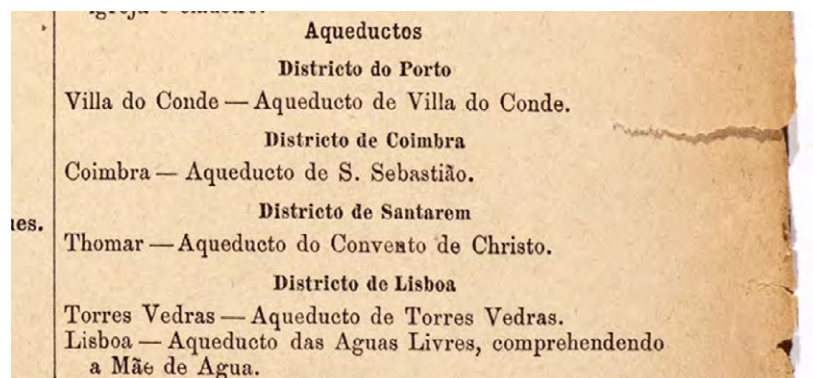 Aqueductos
Districto do Porto
Villa do Conde — Aqueducto de Villa do Conde.
Districto de Coimbra
Coimbra — Aqueducto de S. Sebastião.
Districto de Santarem
ues.
Thomar — Aqueducto do Convento de Christo.
Districto de Lisboa
Torres Vedras — Aqueducto de Torres Vedras.
Lisboa — Aqueducto das Aguas Livres, comprehendendo
a Mãe de Agua.